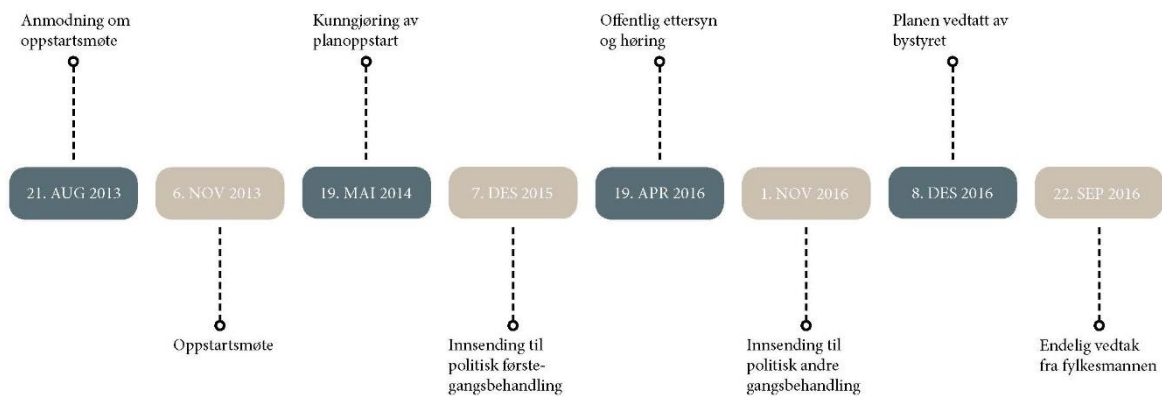 Anmodning om
oppstartsmøte
Kunngjøring av
planoppstart
Offentlig ettersyn
og høring
Planen vedtatt av
bystyret
21. AUG 2013
6. NOV 2013
19. MAI 2014
7. DES 2015
19. APR 2016
1. NOV 2016
8. DES 2016
22. SEP 2016
Oppstartsmøte
Innsending til
politisk første-
gangsbehandling
Innsending til
politisk andre
gangsbehandling
Endelig vedtak
fra fylkesmannen